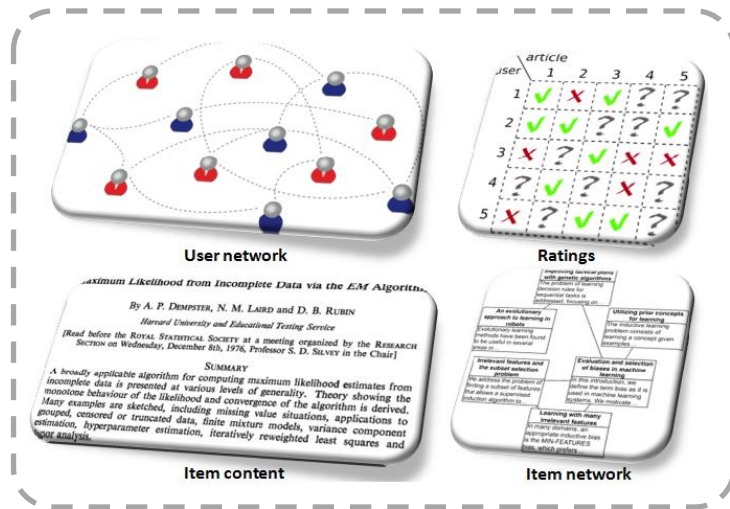 article
user
1 2 3 4 5
1 ✓ ✗ ✓ ? ?
2 ✓ ✓ ? ? ✓
3 ✗ ? ✓ ✗ ✗
4 ? ✓ ? ✗ ?
5 ✗ ? ✓ ✓ ?
User network
Ratings
Maximum Likelihood from Incomplete Data via the EM Algorithm
By A. P. DEMPSTER, N. M. LAIRD and D. B. RUBIN
Harvard University and Educational Testing Service
[Read before the ROYAL STATISTICAL SOCIETY at a meeting organized by the RESEARCH
SECTION on Wednesday, December 8th, 1976, Professor S. D. SILVEY in the Chair]
SUMMARY
A broadly applicable algorithm for computing maximum likelihood estimates from
incomplete data is presented at various levels of generality. Theory showing the
monotone behaviour of the likelihood and convergence of the algorithm is derived.
Many examples are sketched, including missing value situations, applications to
grouped, censored or truncated data, finite mixture models, variance component
estimation, hyperparameter estimation, iteratively reweighted least squares and
factor analysis.
Improving tactical plans
with genetic algorithms
The problem of learning
decision rules for
sequential tasks is
addressed, focusing on ...
An evolutionary
approach to learning in
robots
Evolutionary learning
methods have been found
to be useful in several
areas in ...
Utilizing prior concepts
for learning
The inductive learning
problem consists of
learning a concept given
examples
Irrelevant features and
the subset selection
problem
We address the problem of
finding a subset of features
that allows a supervised
induction algorithm to ...
Evaluation and selection
of biases in machine
learning
In this introduction, we
define the term bias as it is
used in machine learning
systems. We motivate
Learning with many
irrelevant features
In many domains, an
appropriate inductive bias
is the MIN-FEATURES
bias, which prefers
Item content
Item network